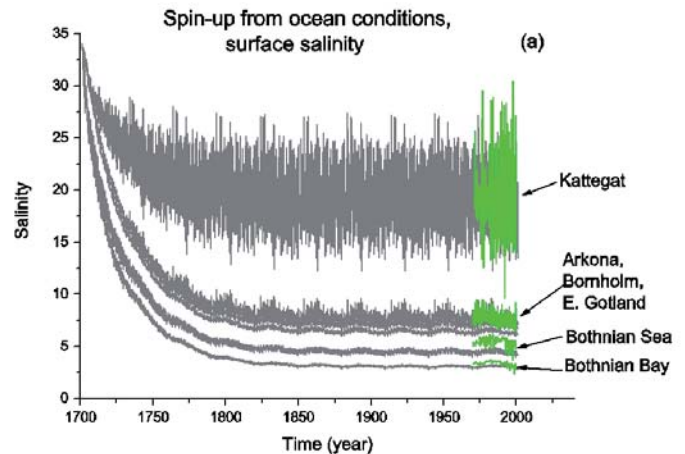 Spin-up from ocean conditions,
surface salinity
(a)
35
30
25
20
15
10
5
0
Salinity
Kattegat
Arkona,
Bornholm,
E. Gotland
Bothnian Sea
Bothnian Bay
1700
1750
1800
1850
1900
1950
2000
Time (year)